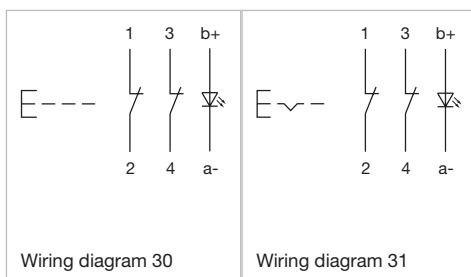 1 3 b+
2 4 a-
Wiring diagram 30
1 3 b+
2 4 a-
Wiring diagram 31